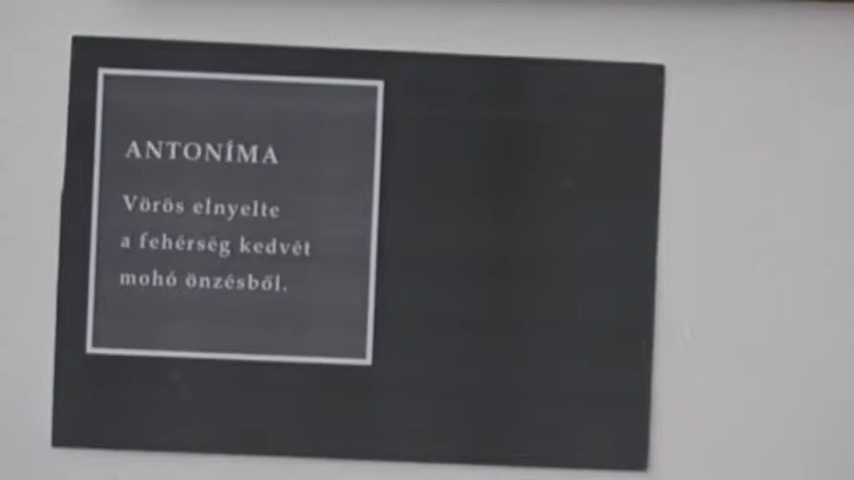 ANTONÍMA
Vörös elnyelte
a fehérség kedvét
mohó önzésből.